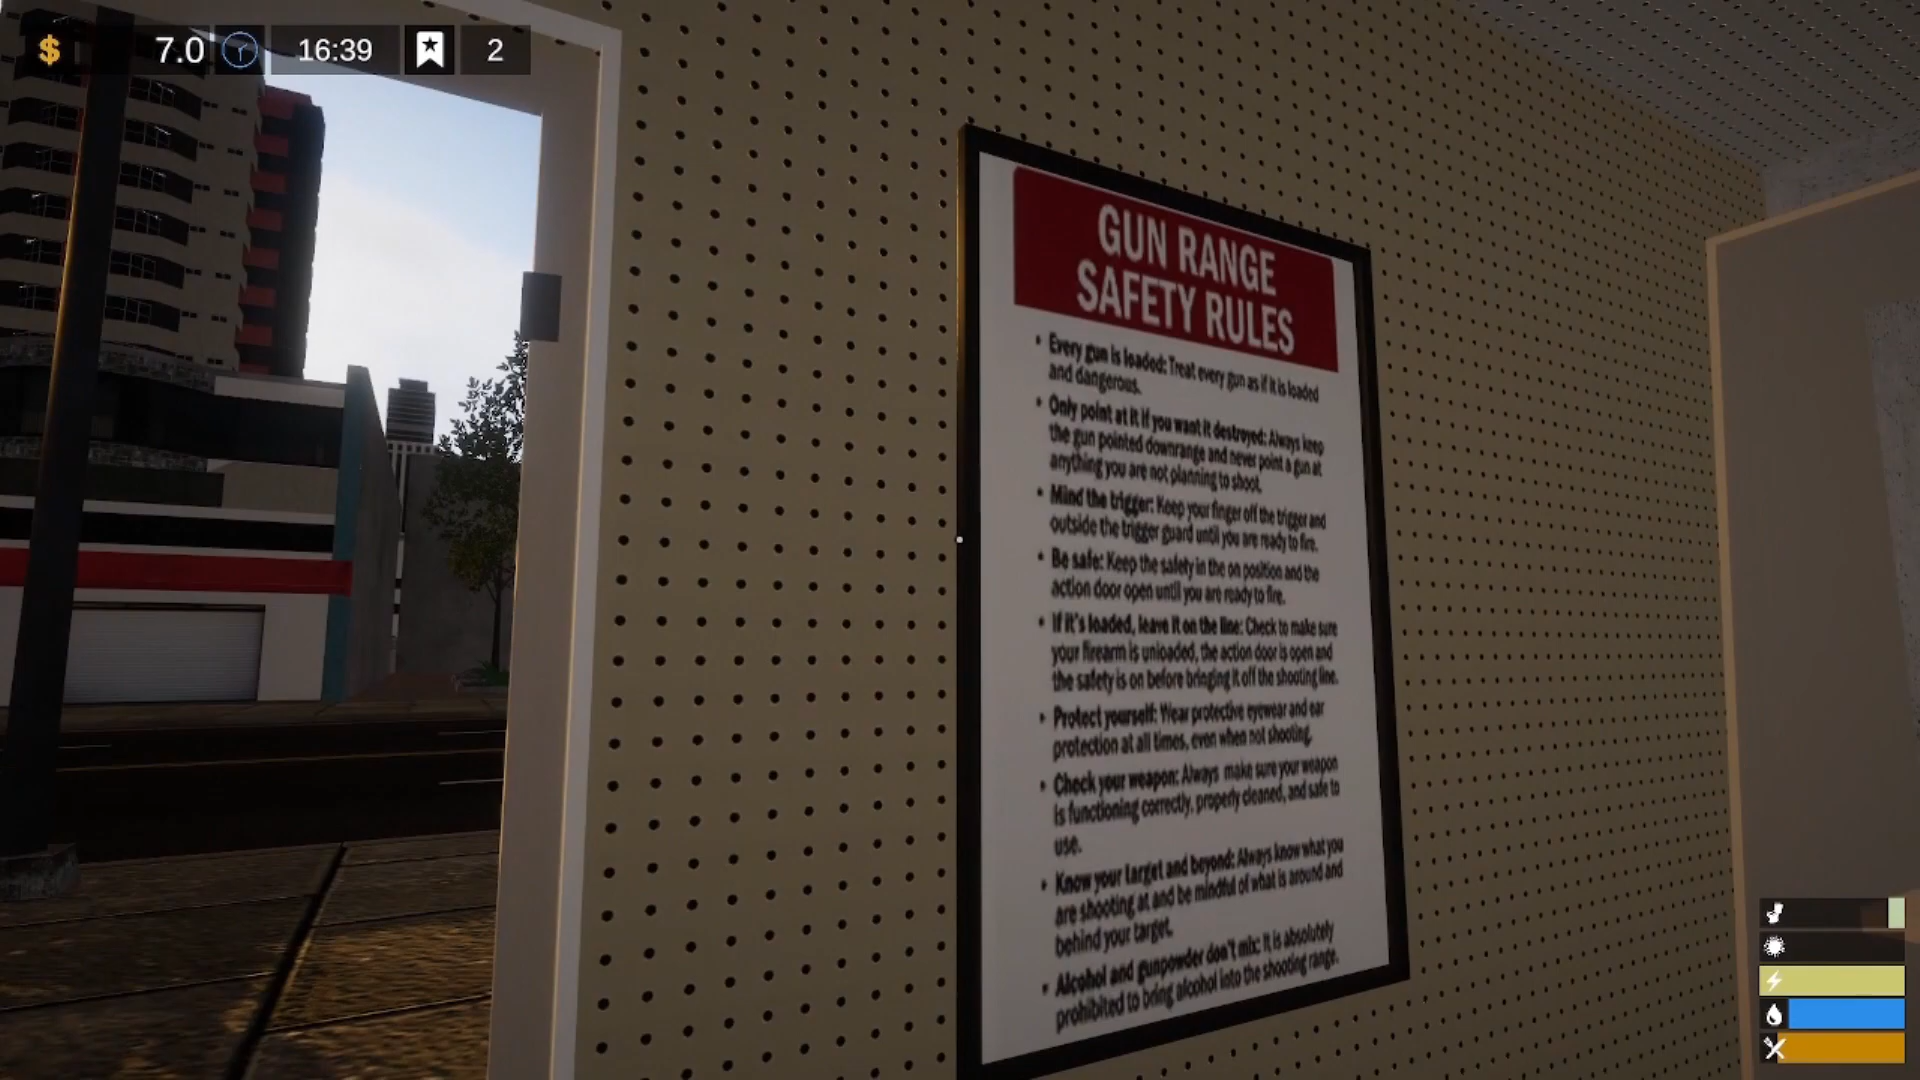 $ 7.0 16:39 2
GUN RANGE
SAFETY RULES
• Every gun is loaded: Treat every gun as if it is loaded
and dangerous.
• Only point at it if you want it destroyed: Always keep
the gun pointed downrange and never point a gun at
anything you are not planning to shoot.
• Mind the trigger: Keep your finger off the trigger and
outside the trigger guard until you are ready to fire.
• Be safe: Keep the safety in the on position and the
action door open until you are ready to fire.
• If it's loaded, leave it on the line: Check to make sure
your firearm is unloaded, the action door is open and
the safety is on before bringing it off the shooting line.
• Protect yourself: Wear protective eyewear and ear
protection at all times, even when not shooting.
• Check your weapon: Always make sure your weapon
is functioning correctly, properly cleaned, and safe to
use.
• Know your target and beyond: Always know what you
are shooting at and be mindful of what is around and
behind your target.
• Alcohol and gunpowder don't mix: It is absolutely
prohibited to bring alcohol into the shooting range.